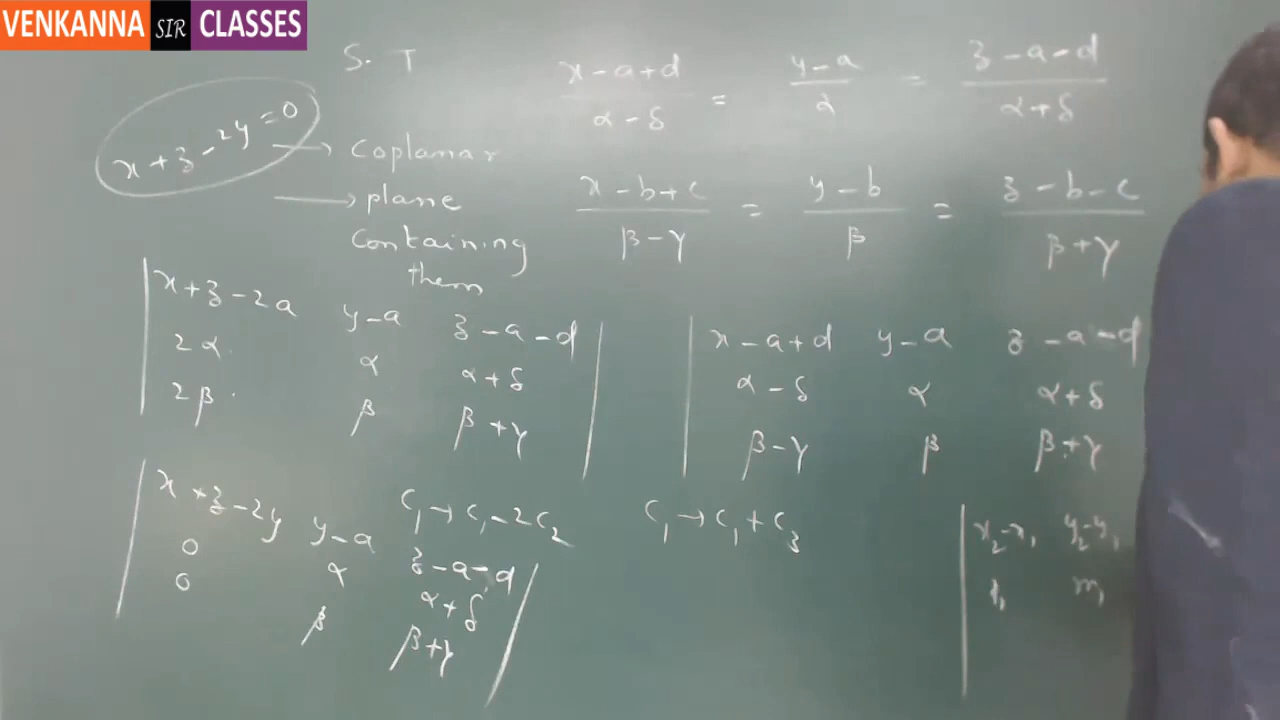 VENKANNA SIR CLASSES
S. T
x-a+d / α-δ = y-a / α = z-a-d / α+δ
x+z-2y=0 → Coplanar
→ plane
containing
them
x-b+c / β-γ = y-b / β = z-b-c / β+γ
| x+z-2a y-a z-a-d |
2α α α+δ
2β β β+γ
| x-a+d y-a z-a-d
α-δ α α+δ
β-γ β β+γ
C₁→C₁-2C₂
C₁→C₁+C₃
| x+z-2y y-a z-a-d |
0 α α+δ
0 β β+γ
| x₂-x₁ y₂-y₁
l₁ m₁